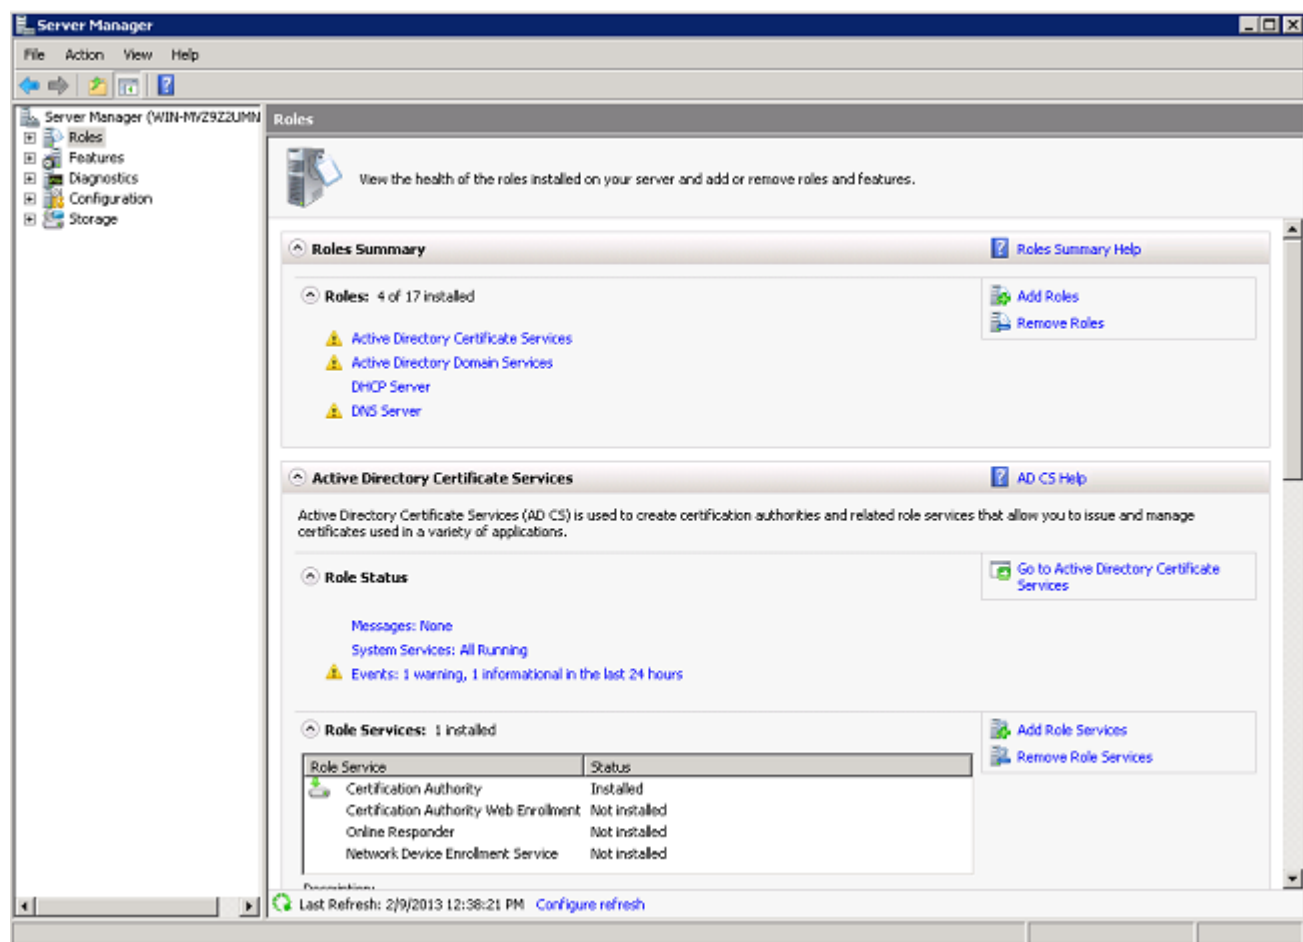 Server Manager
File Action View Help
Server Manager (WIN-MVZ9Z2UMN
Roles
Features
Diagnostics
Configuration
Storage
Roles
View the health of the roles installed on your server and add or remove roles and features.
Roles Summary
Roles Summary Help
Roles: 4 of 17 installed
Add Roles
Remove Roles
Active Directory Certificate Services
Active Directory Domain Services
DHCP Server
DNS Server
Active Directory Certificate Services
AD CS Help
Active Directory Certificate Services (AD CS) is used to create certification authorities and related role services that allow you to issue and manage
certificates used in a variety of applications.
Role Status
Go to Active Directory Certificate
Services
Messages: None
System Services: All Running
Events: 1 warning, 1 informational in the last 24 hours
Role Services: 1 installed
Add Role Services
Remove Role Services
Role Service Status
Certification Authority Installed
Certification Authority Web Enrollment Not installed
Online Responder Not installed
Network Device Enrollment Service Not installed
Description:
Last Refresh: 2/9/2013 12:38:21 PM Configure refresh